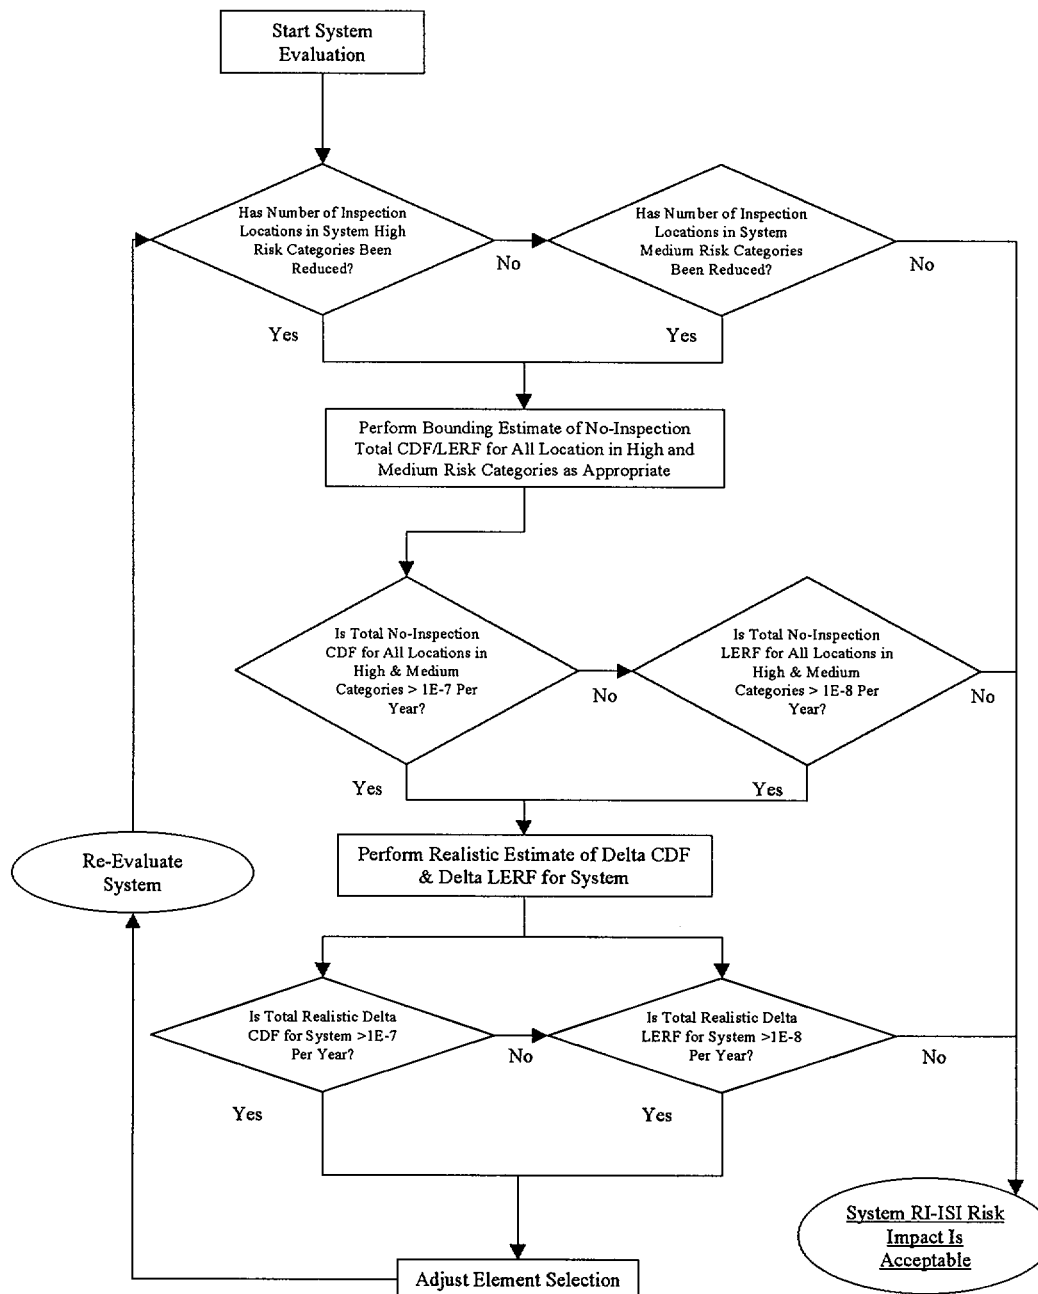 Start System
Evaluation
Has Number of Inspection
Locations in System High
Risk Categories Been
Reduced?
No
Has Number of Inspection
Locations in System
Medium Risk Categories
Been Reduced?
No
Yes
Yes
Perform Bounding Estimate of No-Inspection
Total CDF/LERF for All Location in High and
Medium Risk Categories as Appropriate
Is Total No-Inspection
CDF for All Locations in
High & Medium
Categories > 1E-7 Per
Year?
No
Is Total No-Inspection
LERF for All Locations in
High & Medium
Categories > 1E-8 Per
Year?
No
Yes
Yes
Perform Realistic Estimate of Delta CDF
& Delta LERF for System
Re-Evaluate
System
Is Total Realistic Delta
CDF for System >1E-7
Per Year?
No
Is Total Realistic Delta
LERF for System >1E-8
Per Year?
No
Yes
Yes
System RI-ISI Risk
Impact Is
Acceptable
Adjust Element Selection